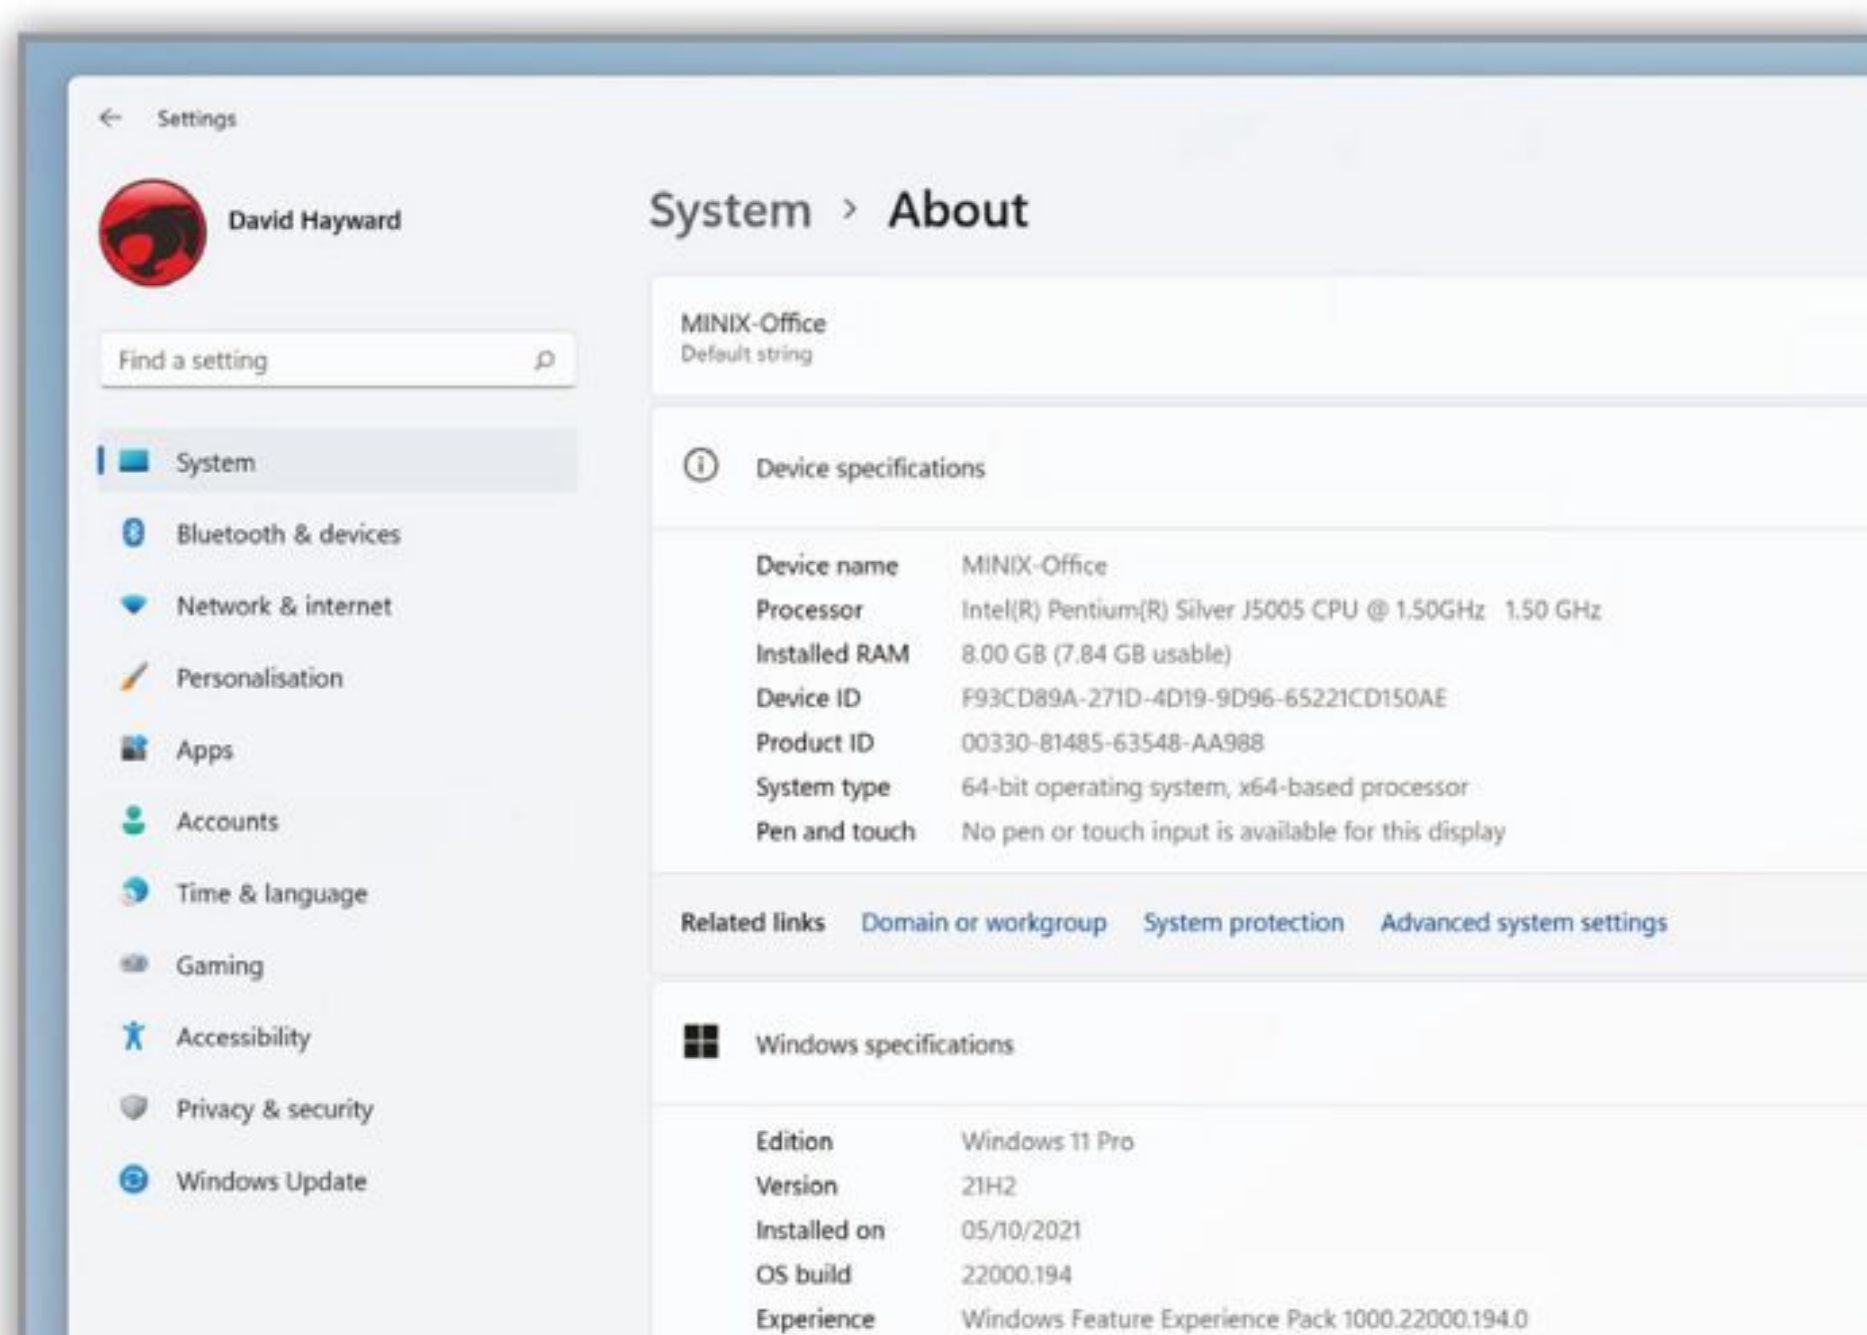 Settings
David Hayward
Find a setting
System
Bluetooth & devices
Network & internet
Personalisation
Apps
Accounts
Time & language
Gaming
Accessibility
Privacy & security
Windows Update
System > About
MINIX-Office
Default string
Device specifications
Device name MINIX-Office
Processor Intel(R) Pentium(R) Silver J5005 CPU @ 1.50GHz 1.50 GHz
Installed RAM 8.00 GB (7.84 GB usable)
Device ID F93CD89A-271D-4D19-9D96-65221CD150AE
Product ID 00330-81485-63548-AA988
System type 64-bit operating system, x64-based processor
Pen and touch No pen or touch input is available for this display
Related links Domain or workgroup System protection Advanced system settings
Windows specifications
Edition Windows 11 Pro
Version 21H2
Installed on 05/10/2021
OS build 22000.194
Experience Windows Feature Experience Pack 1000.22000.194.0